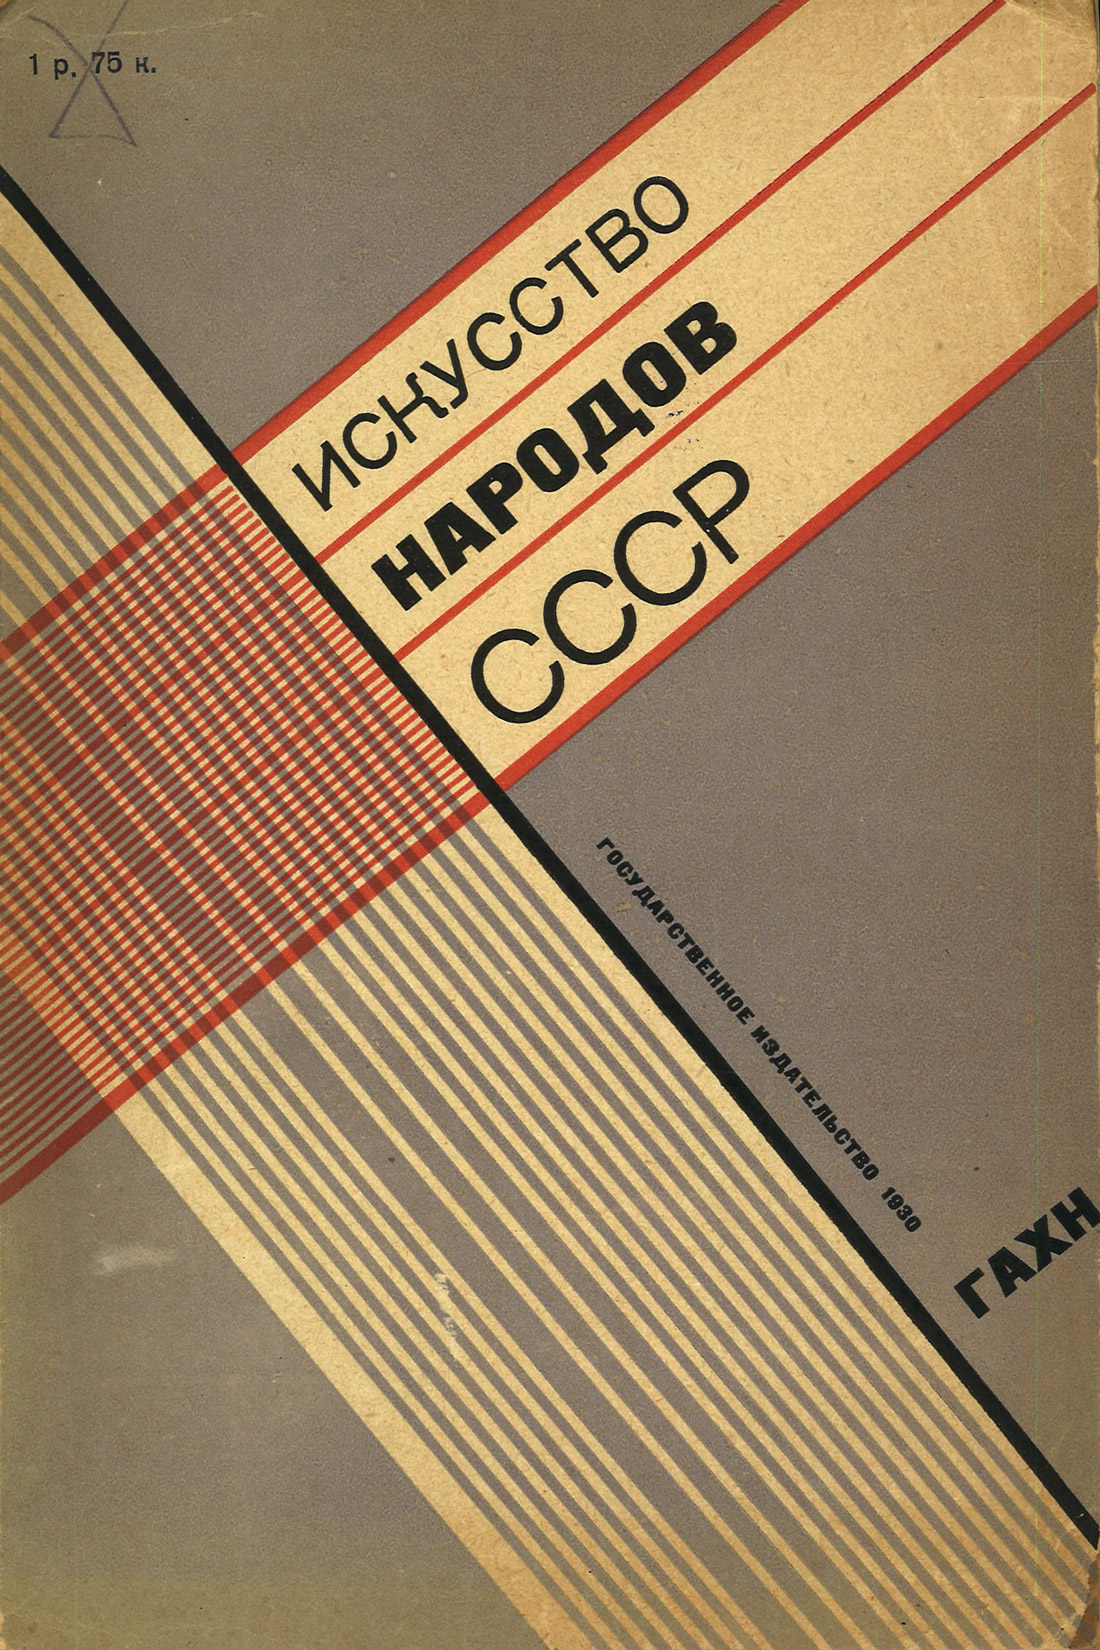 1 р. 75 к.
ИСКУССТВО
НАРОДОВ
СССР
ГОСУДАРСТВЕННОЕ ИЗДАТЕЛЬСТВО 1930
ГАХН